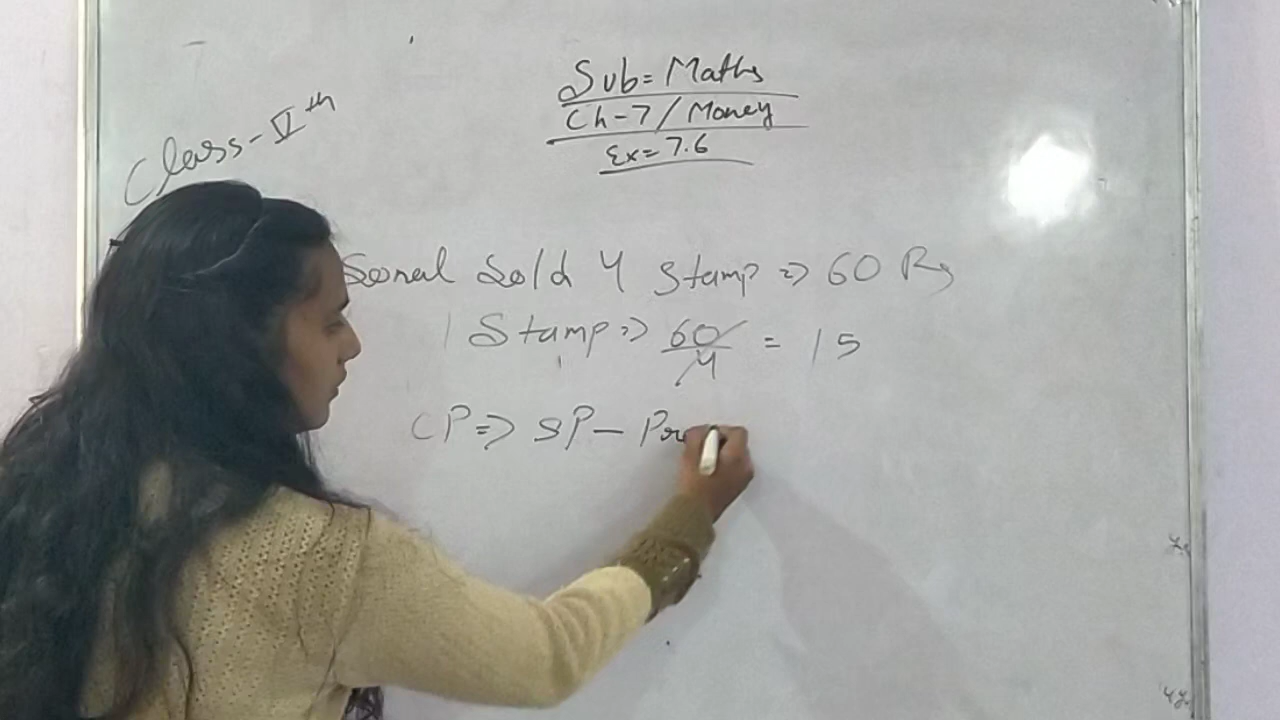 Sub = Maths
Ch-7 / Money
Ex = 7.6
Class - Vth
Sonal Sold 4 Stamp => 60 Rs
1 Stamp => 60/4 = 15
CP => SP - Pro